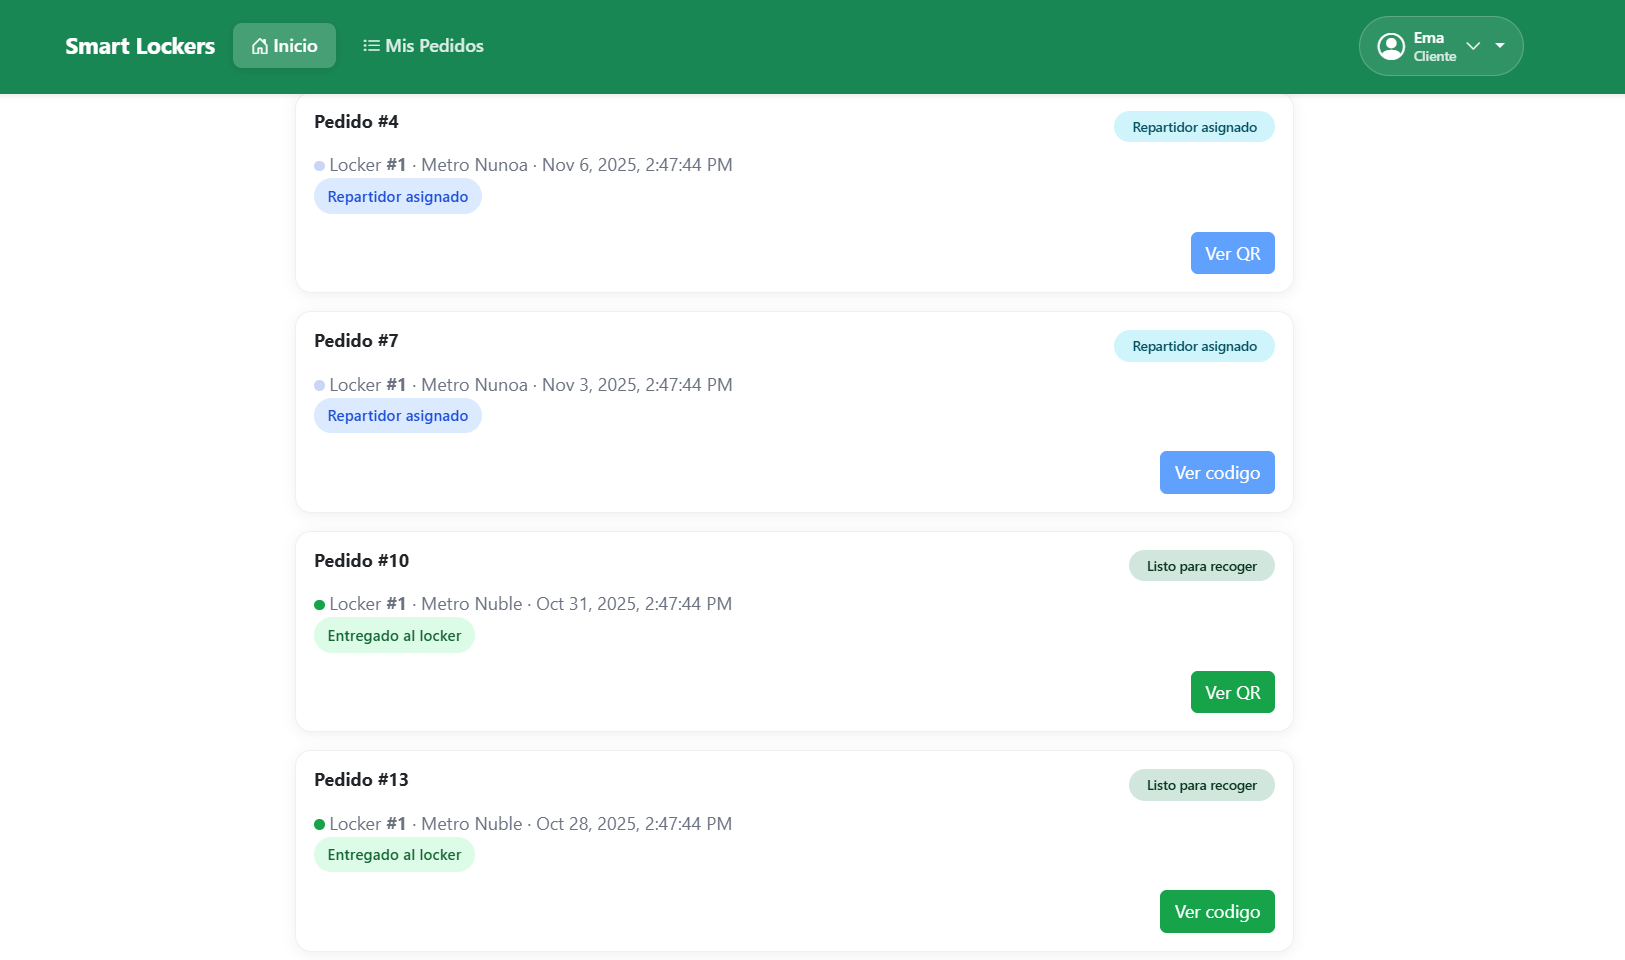 Smart Lockers
Inicio
Mis Pedidos
Ema
Cliente
Pedido #4
Repartidor asignado
Locker #1 · Metro Nunoa · Nov 6, 2025, 2:47:44 PM
Repartidor asignado
Ver QR
Pedido #7
Repartidor asignado
Locker #1 · Metro Nunoa · Nov 3, 2025, 2:47:44 PM
Repartidor asignado
Ver codigo
Pedido #10
Listo para recoger
Locker #1 · Metro Nuble · Oct 31, 2025, 2:47:44 PM
Entregado al locker
Ver QR
Pedido #13
Listo para recoger
Locker #1 · Metro Nuble · Oct 28, 2025, 2:47:44 PM
Entregado al locker
Ver codigo